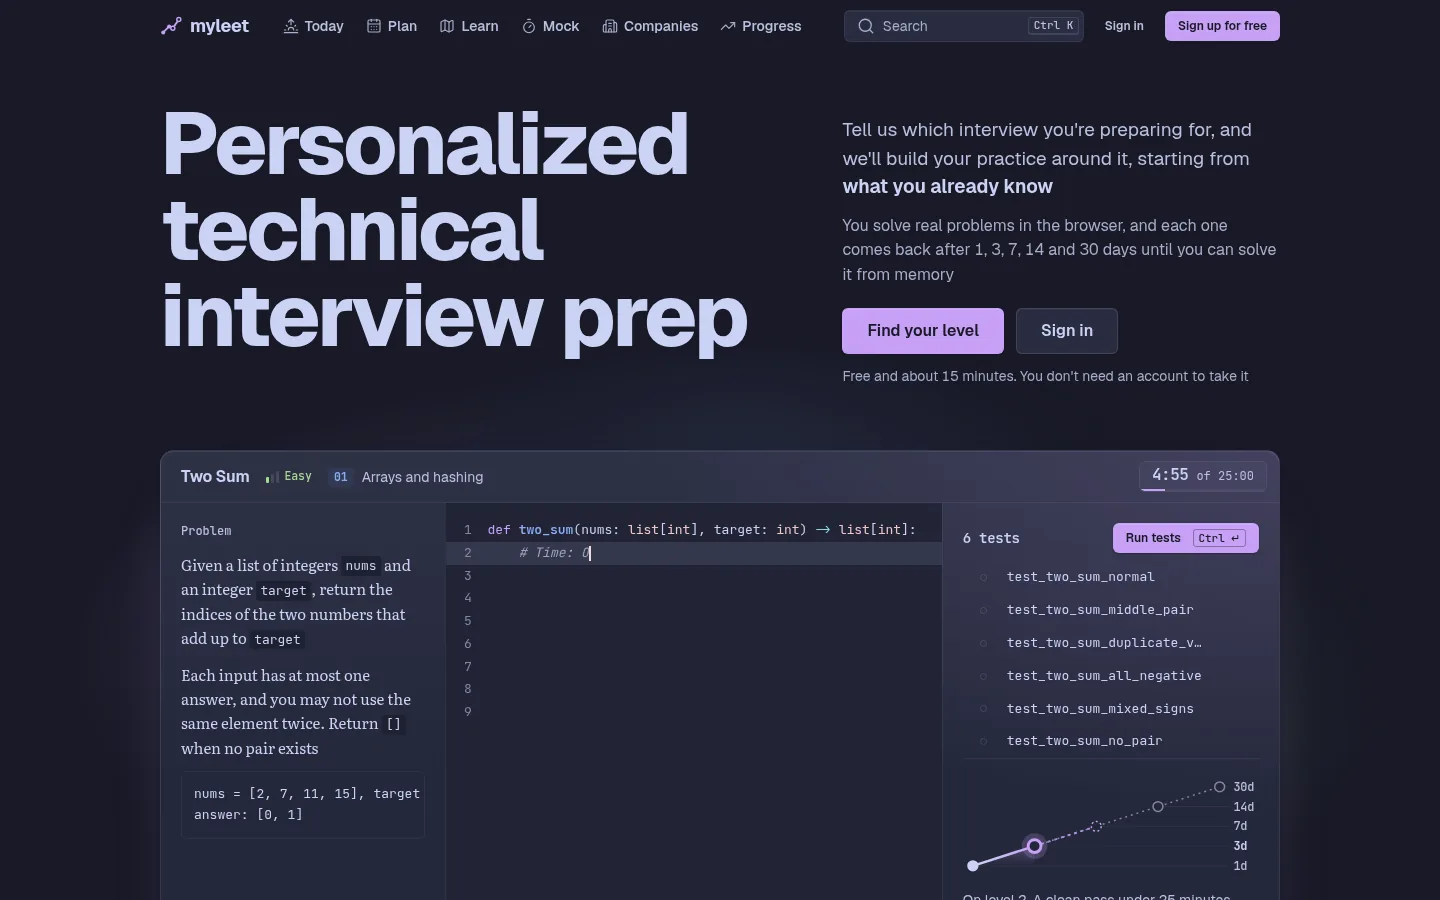 myleet
Today
Plan
Learn
Mock
Companies
Progress
Search
Ctrl K
Sign in
Sign up for free
Personalized
technical
interview prep
Tell us which interview you're preparing for, and
we'll build your practice around it, starting from
what you already know
You solve real problems in the browser, and each one
comes back after 1, 3, 7, 14 and 30 days until you can solve
it from memory
Find your level
Sign in
Free and about 15 minutes. You don't need an account to take it
Two Sum
Easy
01
Arrays and hashing
4:55 of 25:00
Problem
Given a list of integers nums and
an integer target, return the
indices of the two numbers that
add up to target
Each input has at most one
answer, and you may not use the
same element twice. Return []
when no pair exists
nums = [2, 7, 11, 15], target
answer: [0, 1]
1 def two_sum(nums: list[int], target: int) -> list[int]:
2 # Time: O
3
4
5
6
7
8
9
6 tests
Run tests Ctrl ↵
test_two_sum_normal
test_two_sum_middle_pair
test_two_sum_duplicate_v…
test_two_sum_all_negative
test_two_sum_mixed_signs
test_two_sum_no_pair
30d
14d
7d
3d
1d
On level 2. A clean pass under 25 minutes